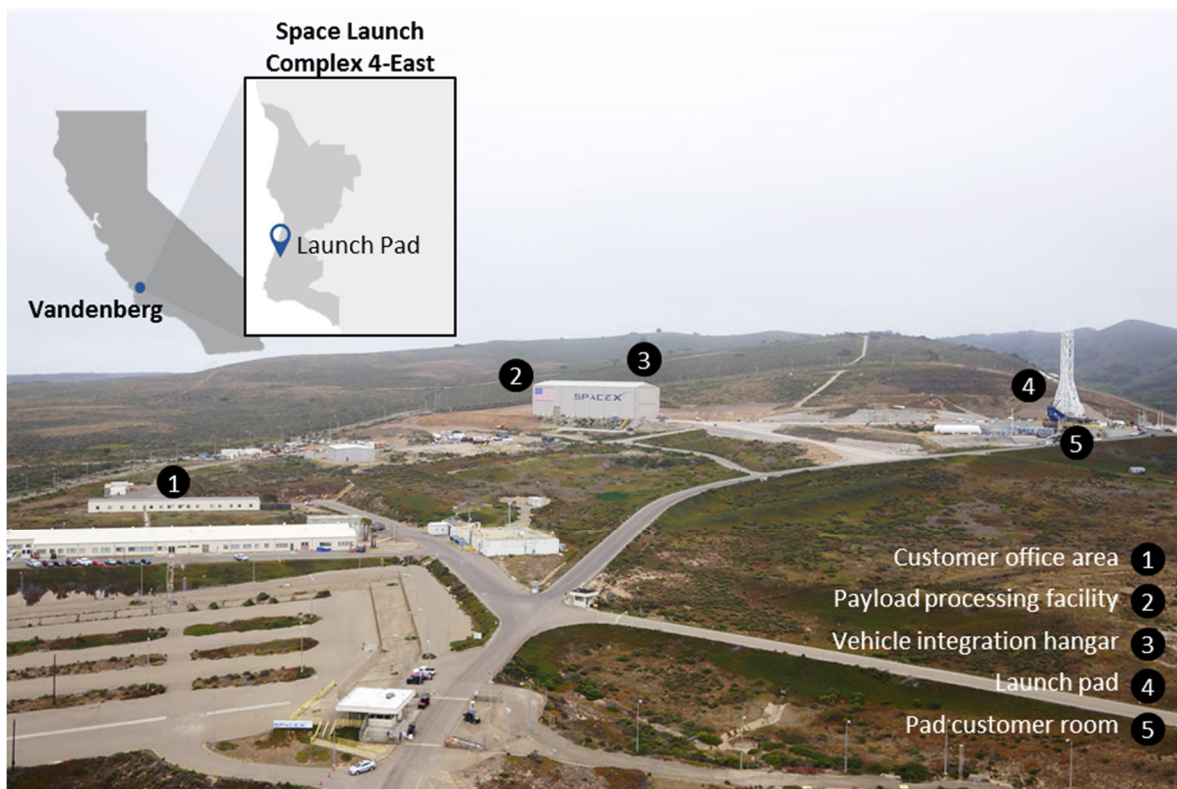 Space Launch
Complex 4-East
Launch Pad
Vandenberg
3
2
SPACEX
4
5
1
Customer office area 1
Payload processing facility 2
Vehicle integration hangar 3
Launch pad 4
Pad customer room 5
SPACEX